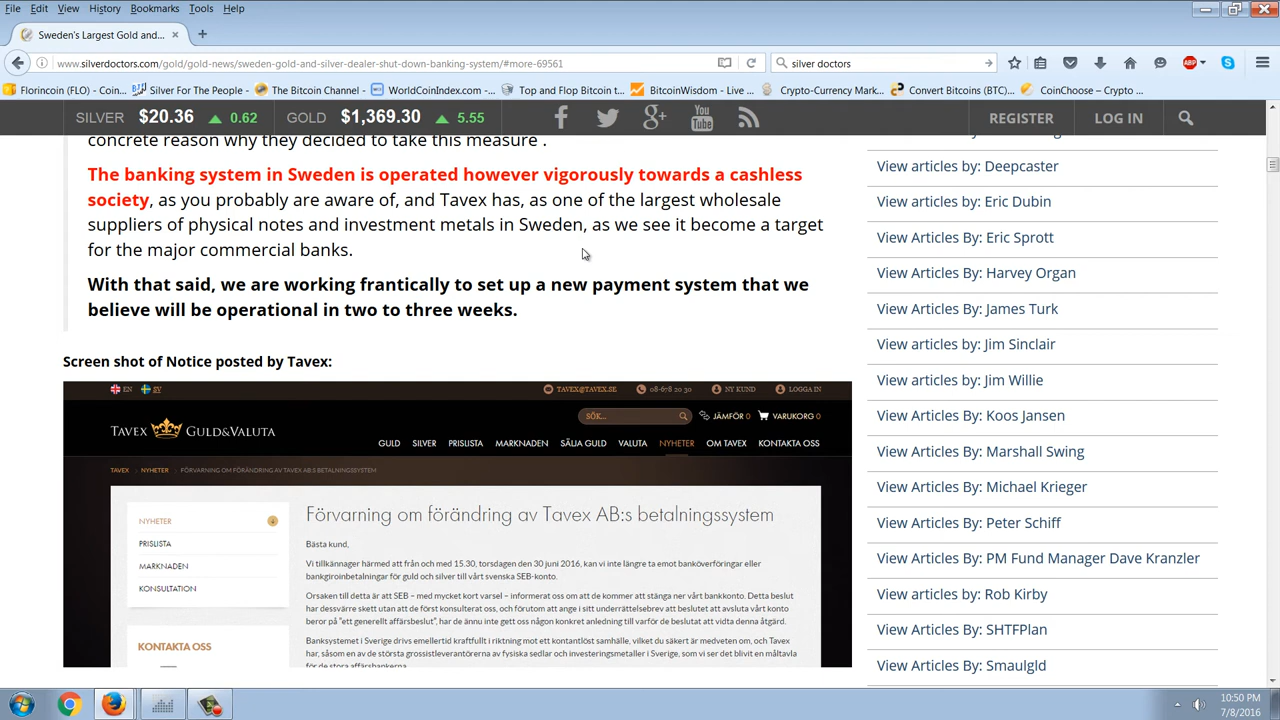 File Edit View History Bookmarks Tools Help
Sweden's Largest Gold and...
www.silverdoctors.com/gold/gold-news/sweden-gold-and-silver-dealer-shut-down-banking-system/#more-69561
silver doctors
Florincoin (FLO) - Coin... Silver For The People - ... The Bitcoin Channel - ... WorldCoinIndex.com -... Top and Flop Bitcoin t... BitcoinWisdom - Live ... Crypto-Currency Mark... Convert Bitcoins (BTC)... CoinChoose – Crypto ...
SILVER $20.36 0.62 GOLD $1,369.30 5.55 REGISTER LOG IN
concrete reason why they decided to take this measure .
The banking system in Sweden is operated however vigorously towards a cashless
society, as you probably are aware of, and Tavex has, as one of the largest wholesale
suppliers of physical notes and investment metals in Sweden, as we see it become a target
for the major commercial banks.
With that said, we are working frantically to set up a new payment system that we
believe will be operational in two to three weeks.
Screen shot of Notice posted by Tavex:
EN SV TAVEX@TAVEX.SE 08-678 20 30 NY KUND LOGGA IN
TAVEX GULD&VALUTA
SÖK... JÄMFÖR 0 VARUKORG 0
GULD SILVER PRISLISTA MARKNADEN SÄLJA GULD VALUTA NYHETER OM TAVEX KONTAKTA OSS
TAVEX NYHETER FÖRVARNING OM FÖRÄNDRING AV TAVEX AB:S BETALNINGSSYSTEM
NYHETER
PRISLISTA
MARKNADEN
KONSULTATION
KONTAKTA OSS
Förvarning om förändring av Tavex AB:s betalningssystem
Bästa kund,
Vi tillkännager härmed att från och med 15.30, torsdagen den 30 juni 2016, kan vi inte längre ta emot banköverföringar eller
bankgiroinbetalningar för guld och silver till vårt svenska SEB-konto.
Orsaken till detta är att SEB – med mycket kort varsel – informerat oss om att de kommer att stänga ner vårt bankkonto. Detta beslut
har dessvärre skett utan att de först konsulterat oss, och förutom att ange i sitt underrättelsebrev att beslutet att avsluta vårt konto
beror på "ett generellt affärsbeslut", har de ännu inte gett oss någon konkret anledning till varför de beslutat att vidta denna åtgärd.
Banksystemet i Sverige drivs emellertid kraftfullt i riktning mot ett kontantlöst samhälle, vilket du säkert är medveten om, och Tavex
har, såsom en av de största grossistleverantörerna av fysiska sedlar och investeringsmetaller i Sverige, som vi ser det blivit en måltavla
för de stora affärsbankerna.
View articles by: Deepcaster
View articles by: Eric Dubin
View Articles By: Eric Sprott
View Articles By: Harvey Organ
View articles by: James Turk
View articles by: Jim Sinclair
View articles by: Jim Willie
View articles by: Koos Jansen
View Articles By: Marshall Swing
View Articles By: Michael Krieger
View Articles By: Peter Schiff
View Articles By: PM Fund Manager Dave Kranzler
View articles by: Rob Kirby
View articles by: SHTFPlan
View Articles By: Smaulgld
10:50 PM
7/8/2016